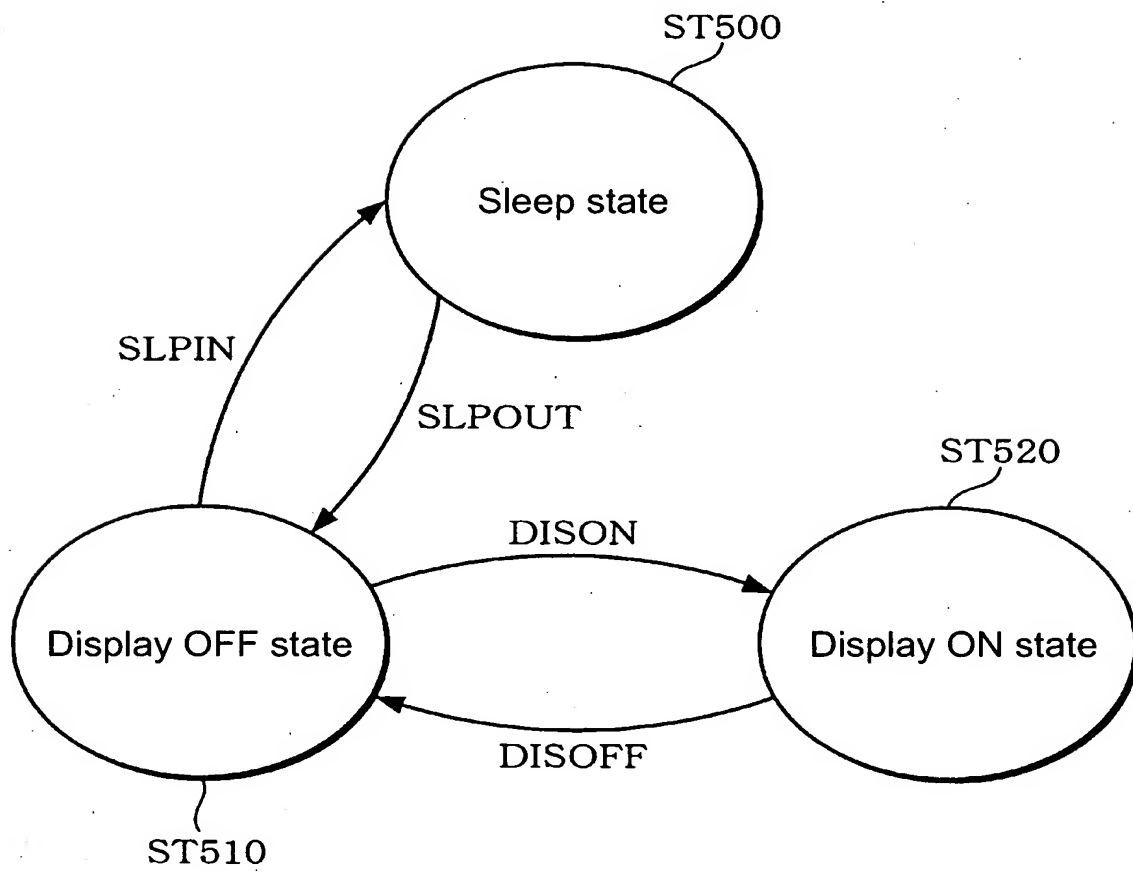 ST500
Sleep state
SLPIN
SLPOUT
ST520
DISON
Display OFF state
Display ON state
DISOFF
ST510